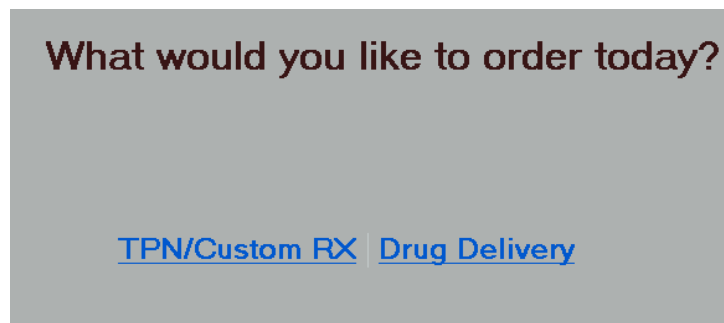 What would you like to order today?
TPN/Custom RX | Drug Delivery